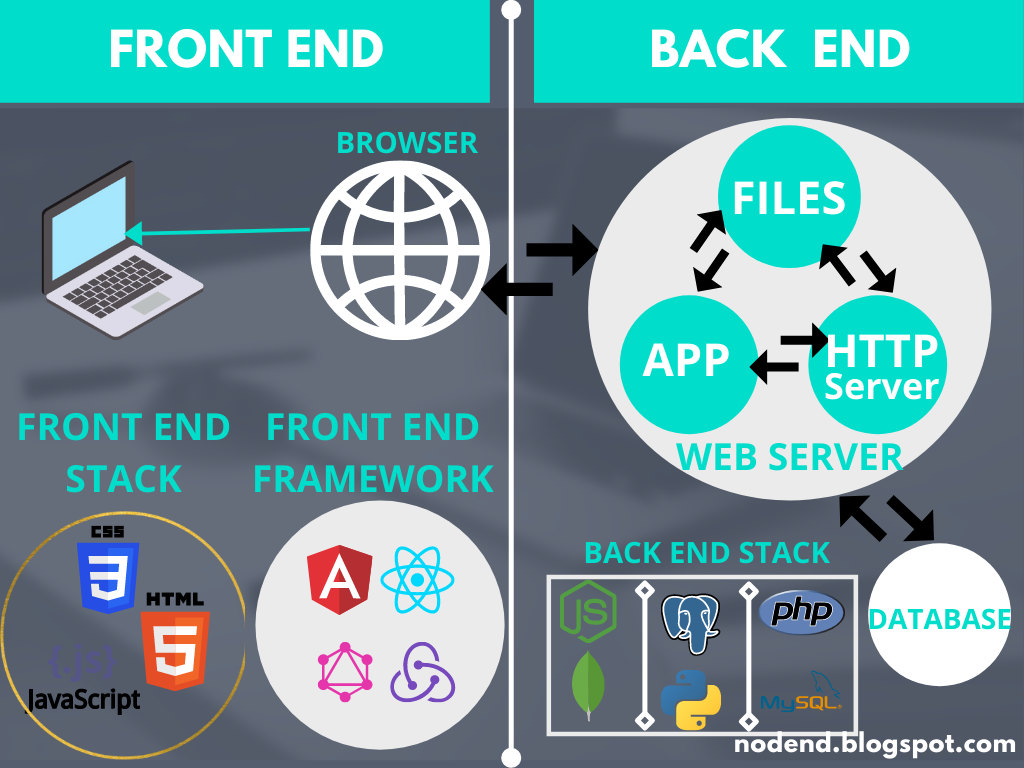 FRONT END
BACK END
BROWSER
FILES
APP
HTTP
Server
WEB SERVER
FRONT END
STACK
FRONT END
FRAMEWORK
CSS
3
HTML
5
{.js}
JavaScript
A
BACK END STACK
JS
php
MySQL®
DATABASE
nodend.blogspot.com